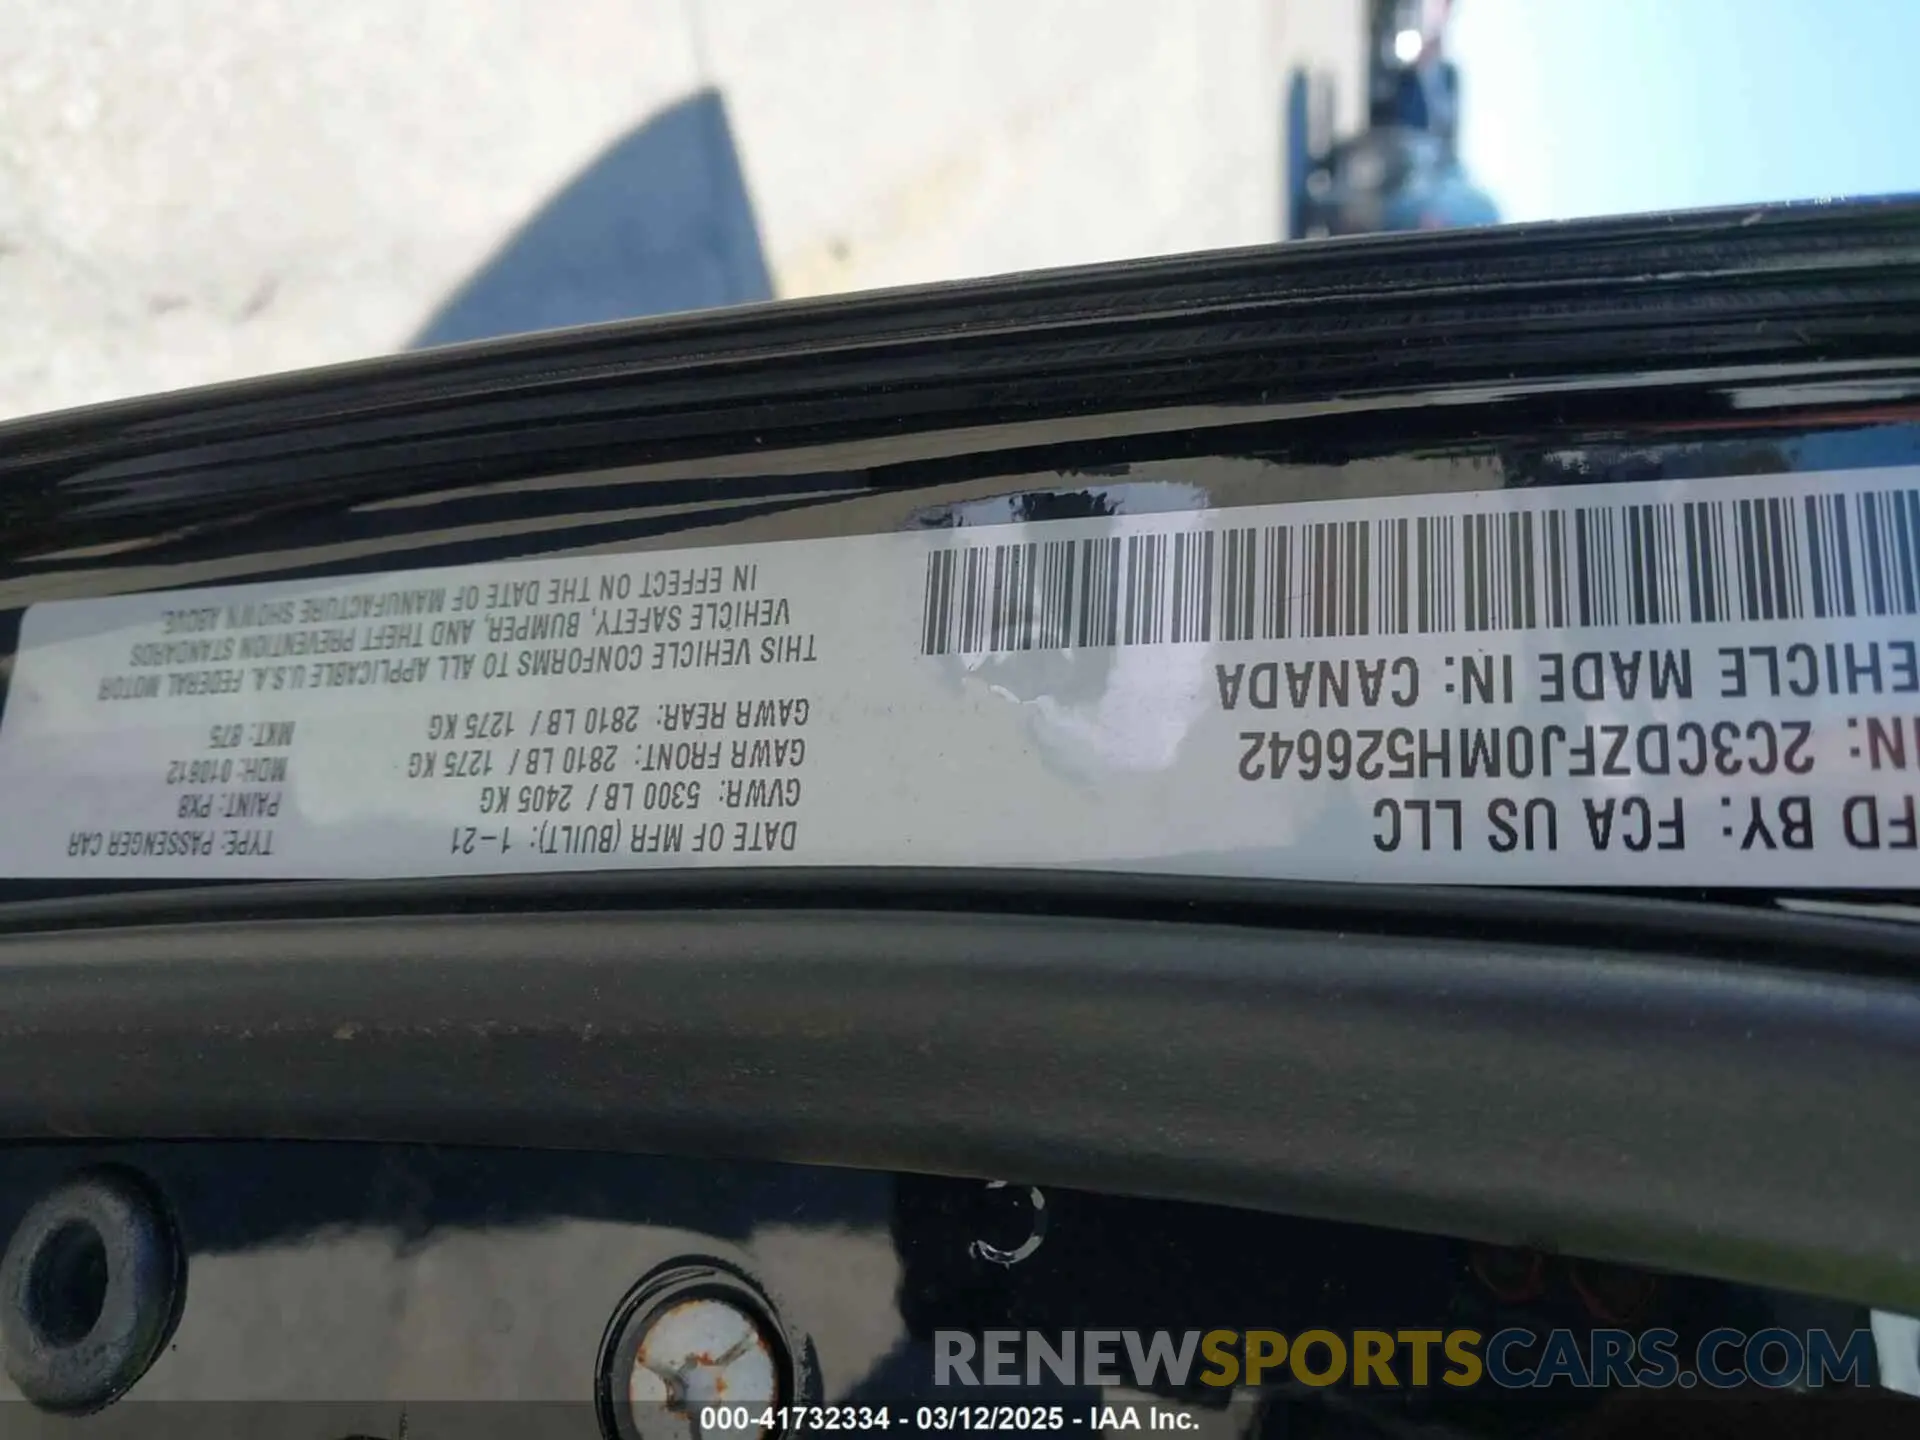 FD BY: FCA US LLC
IN: 2C3CDZFJ0MH526642
EHICLE MADE IN: CANADA
DATE OF MFR (BUILT): 1-21
GVWR: 5300 LB / 2405 KG
GAWR FRONT: 2810 LB / 1275 KG
GAWR REAR: 2810 LB / 1275 KG
TYPE: PASSENGER CAR
PAINT: PX8
MDH: 010612
MKT: 875
THIS VEHICLE CONFORMS TO ALL APPLICABLE U.S.A. FEDERAL MOTOR
VEHICLE SAFETY, BUMPER, AND THEFT PREVENTION STANDARDS
IN EFFECT ON THE DATE OF MANUFACTURE SHOWN ABOVE.
RENEWSPORTSCARS.COM
000-41732334 - 03/12/2025 - IAA Inc.